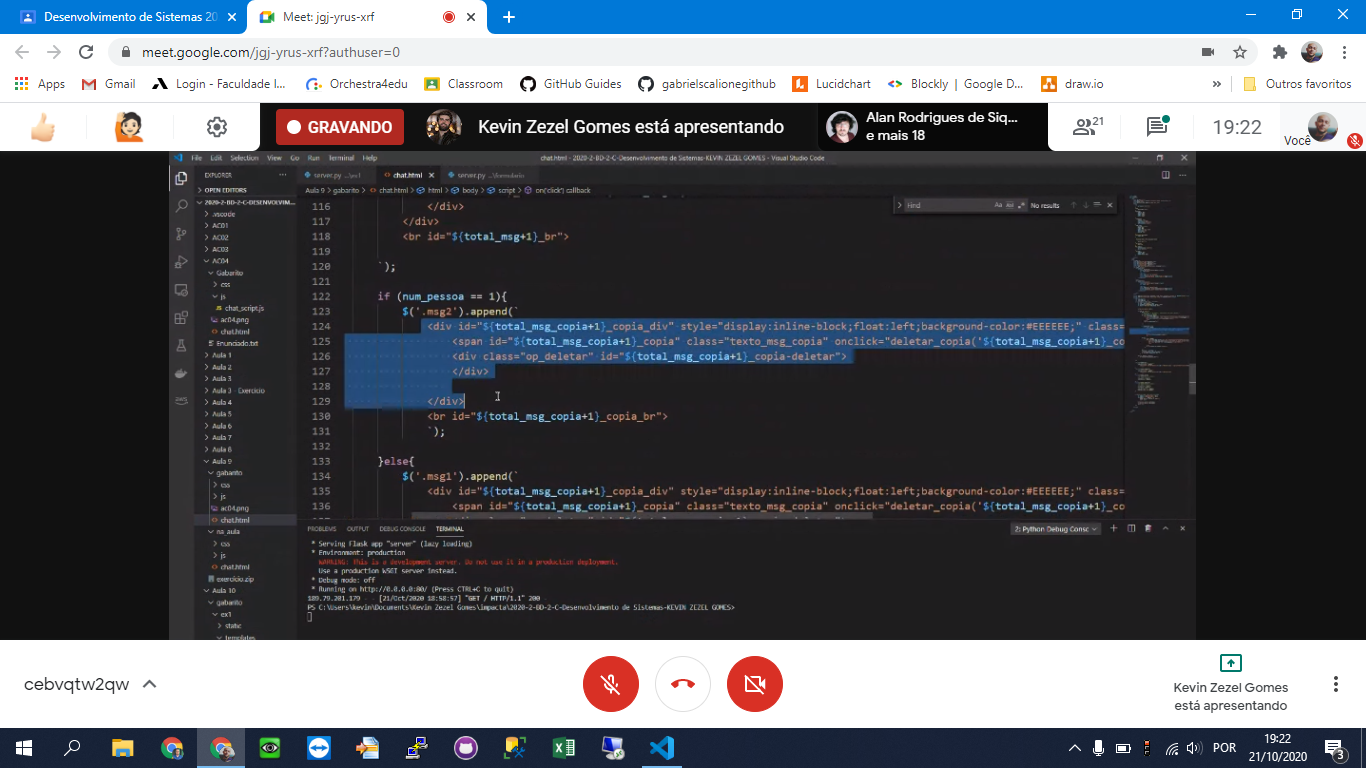 Desenvolvimento de Sistemas 20
Meet: jgj-yrus-xrf
meet.google.com/jgj-yrus-xrf?authuser=0
Apps
Gmail
Login - Faculdade I...
Orchestra4edu
Classroom
GitHub Guides
gabrielscalionegithub
Lucidchart
Blockly | Google D...
draw.io
»
Outros favoritos
GRAVANDO
Kevin Zezel Gomes está apresentando
Alan Rodrigues de Siq...
e mais 18
21
19:22
Você
File Edit Selection View Go Run Terminal Help
chat.html - 2020-2-BD-2-C-Desenvolvimento de Sistemas-KEVIN ZEZEL GOMES - Visual Studio Code
EXPLORER
server.py
chat.html
server.py ...\formulario
OPEN EDITORS
Aula 9 > gabarito > chat.html > html > body > script > on('click') callback
2020-2-BD-2-C-DESENVOLVIM...
.vscode
AC01
AC02
AC03
AC04
Gabarito
css
js
chat_script.js
ac04.png
chat.html
Enunciado.txt
Aula 1
Aula 2
Aula 3
Aula 3 - Exercicio
Aula 4
Aula 5
Aula 6
Aula 7
Aula 8
Aula 9
gabarito
css
js
ac04.png
chat.html
na_aula
css
js
chat.html
exercicio.zip
Aula 10
gabarito
ex1
static
templates
Find
Aa
No results
116 </div>
117 </div>
118 <br id="${total_msg+1}_br">
119
120 `);
121
122 if (num_pessoa == 1){
123 $('.msg2').append(`
124 <div id="${total_msg_copia+1}_copia_div" style="display:inline-block;float:left;background-color:#EEEEEE;" class=
125 <span id="${total_msg_copia+1}_copia" class="texto_msg_copia" onclick="deletar_copia('${total_msg_copia+1}_co
126 <div class="op_deletar" id="${total_msg_copia+1}_copia-deletar">
127 </div>
128
129 </div>
130 <br id="${total_msg_copia+1}_copia_br">
131 `);
132
133 }else{
134 $('.msg1').append(`
135 <div id="${total_msg_copia+1}_copia_div" style="display:inline-block;float:left;background-color:#EEEEEE;" class=
136 <span id="${total_msg_copia+1}_copia" class="texto_msg_copia" onclick="deletar_copia('${total_msg_copia+1}_co
PROBLEMS OUTPUT DEBUG CONSOLE TERMINAL
2: Python Debug Consc
* Serving Flask app "server" (lazy loading)
* Environment: production
WARNING: This is a development server. Do not use it in a production deployment.
Use a production WSGI server instead.
* Debug mode: off
* Running on http://0.0.0.0:80/ (Press CTRL+C to quit)
189.79.201.179 - - [21/Oct/2020 18:58:57] "GET / HTTP/1.1" 200 -
PS C:\Users\kevin\Documents\Kevin Zezel Gomes\impacta\2020-2-BD-2-C-Desenvolvimento de Sistemas-KEVIN ZEZEL GOMES>
cebvqtw2qw
Kevin Zezel Gomes
está apresentando
POR
19:22
21/10/2020
3